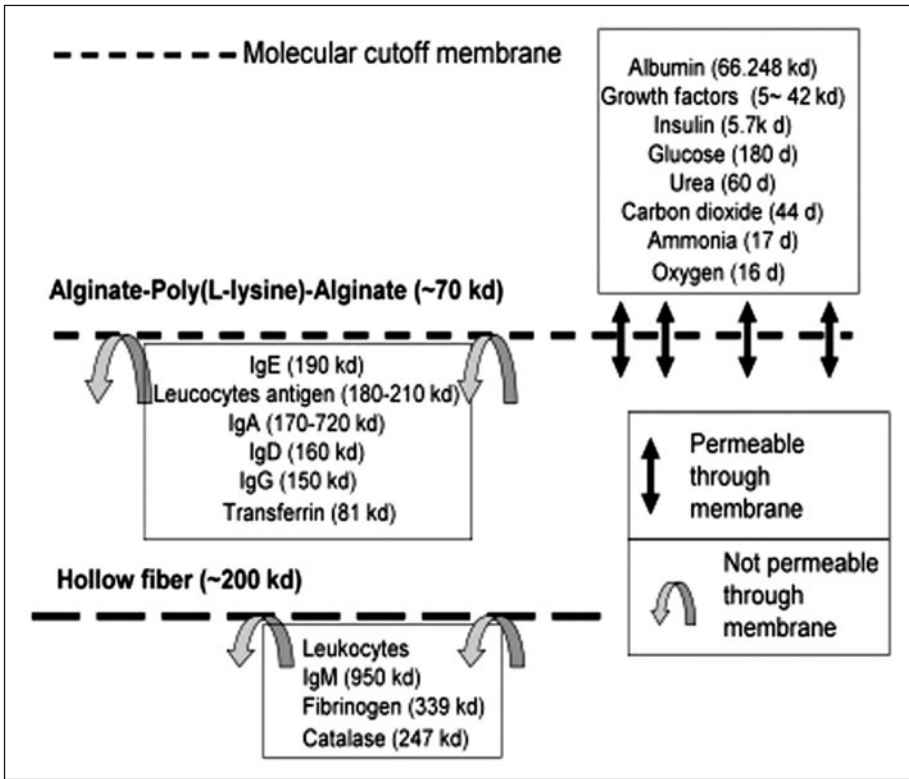 Molecular cutoff membrane
Albumin (66.248 kd)
Growth factors (5~ 42 kd)
Insulin (5.7k d)
Glucose (180 d)
Urea (60 d)
Carbon dioxide (44 d)
Ammonia (17 d)
Oxygen (16 d)
Alginate-Poly(L-lysine)-Alginate (~70 kd)
IgE (190 kd)
Leucocytes antigen (180-210 kd)
IgA (170-720 kd)
IgD (160 kd)
IgG (150 kd)
Transferrin (81 kd)
Permeable
through
membrane
Not permeable
through
membrane
Hollow fiber (~200 kd)
Leukocytes
IgM (950 kd)
Fibrinogen (339 kd)
Catalase (247 kd)